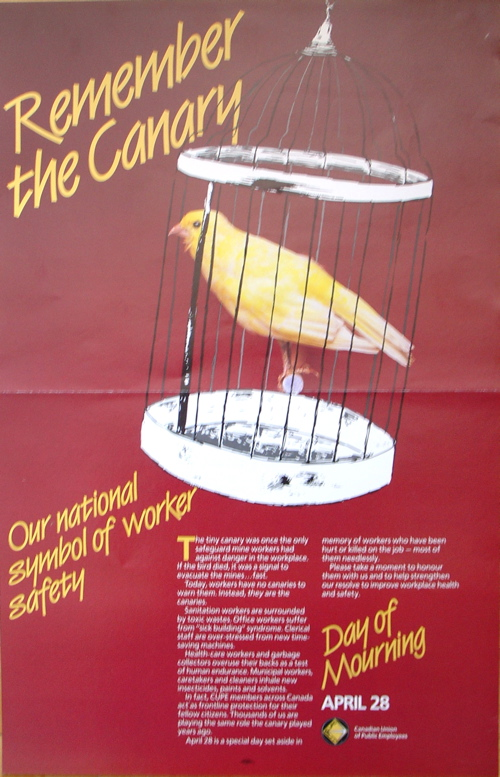 Remember
the Canary
Our national
symbol of worker
safety
The tiny canary was once the only
safeguard mine workers had
against danger in the workplace.
If the bird died, it was a signal to
evacuate the mines...fast.
Today, workers have no canaries to
warn them. Instead, they are the
canaries.
Sanitation workers are surrounded
by toxic wastes. Office workers suffer
from "sick building" syndrome. Clerical
staff are over-stressed from new time-
saving machines.
Health-care workers and garbage
collectors overuse their backs as a test
of human endurance. Municipal workers,
caretakers and cleaners inhale new
insecticides, paints and solvents.
In fact, CUPE members across Canada
act as frontline protection for their
fellow citizens. Thousands of us are
playing the same role the canary played
years ago.
April 28 is a special day set aside in
memory of workers who have been
hurt or killed on the job — most of
them needlessly.
Please take a moment to honour
them with us and to help strengthen
our resolve to improve workplace health
and safety.
Day of
Mourning
APRIL 28
Canadian Union
of Public Employees